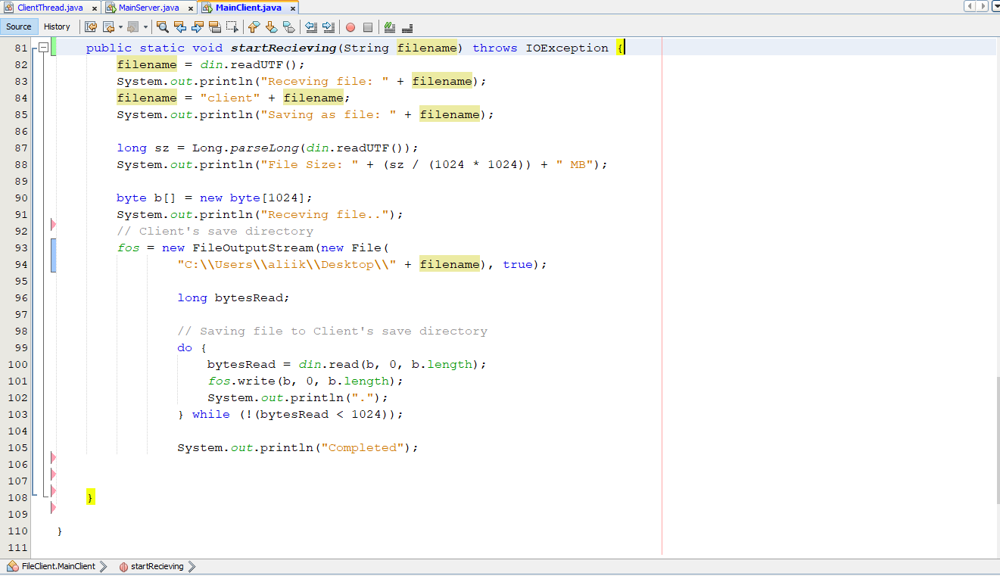 ClientThread.java x MainServer.java x MainClient.java x
Source History
81 public static void startRecieving(String filename) throws IOException {
82 filename = din.readUTF();
83 System.out.println("Receving file: " + filename);
84 filename = "client" + filename;
85 System.out.println("Saving as file: " + filename);
86
87 long sz = Long.parseLong(din.readUTF());
88 System.out.println("File Size: " + (sz / (1024 * 1024)) + " MB");
89
90 byte b[] = new byte[1024];
91 System.out.println("Receving file..");
92 // Client's save directory
93 fos = new FileOutputStream(new File(
94 "C:\\Users\\aliik\\Desktop\\" + filename), true);
95
96 long bytesRead;
97
98 // Saving file to Client's save directory
99 do {
100 bytesRead = din.read(b, 0, b.length);
101 fos.write(b, 0, b.length);
102 System.out.println(".");
103 } while (!(bytesRead < 1024));
104
105 System.out.println("Completed");
106
107
108 }
109
110 }
111
FileClient.MainClient startRecieving